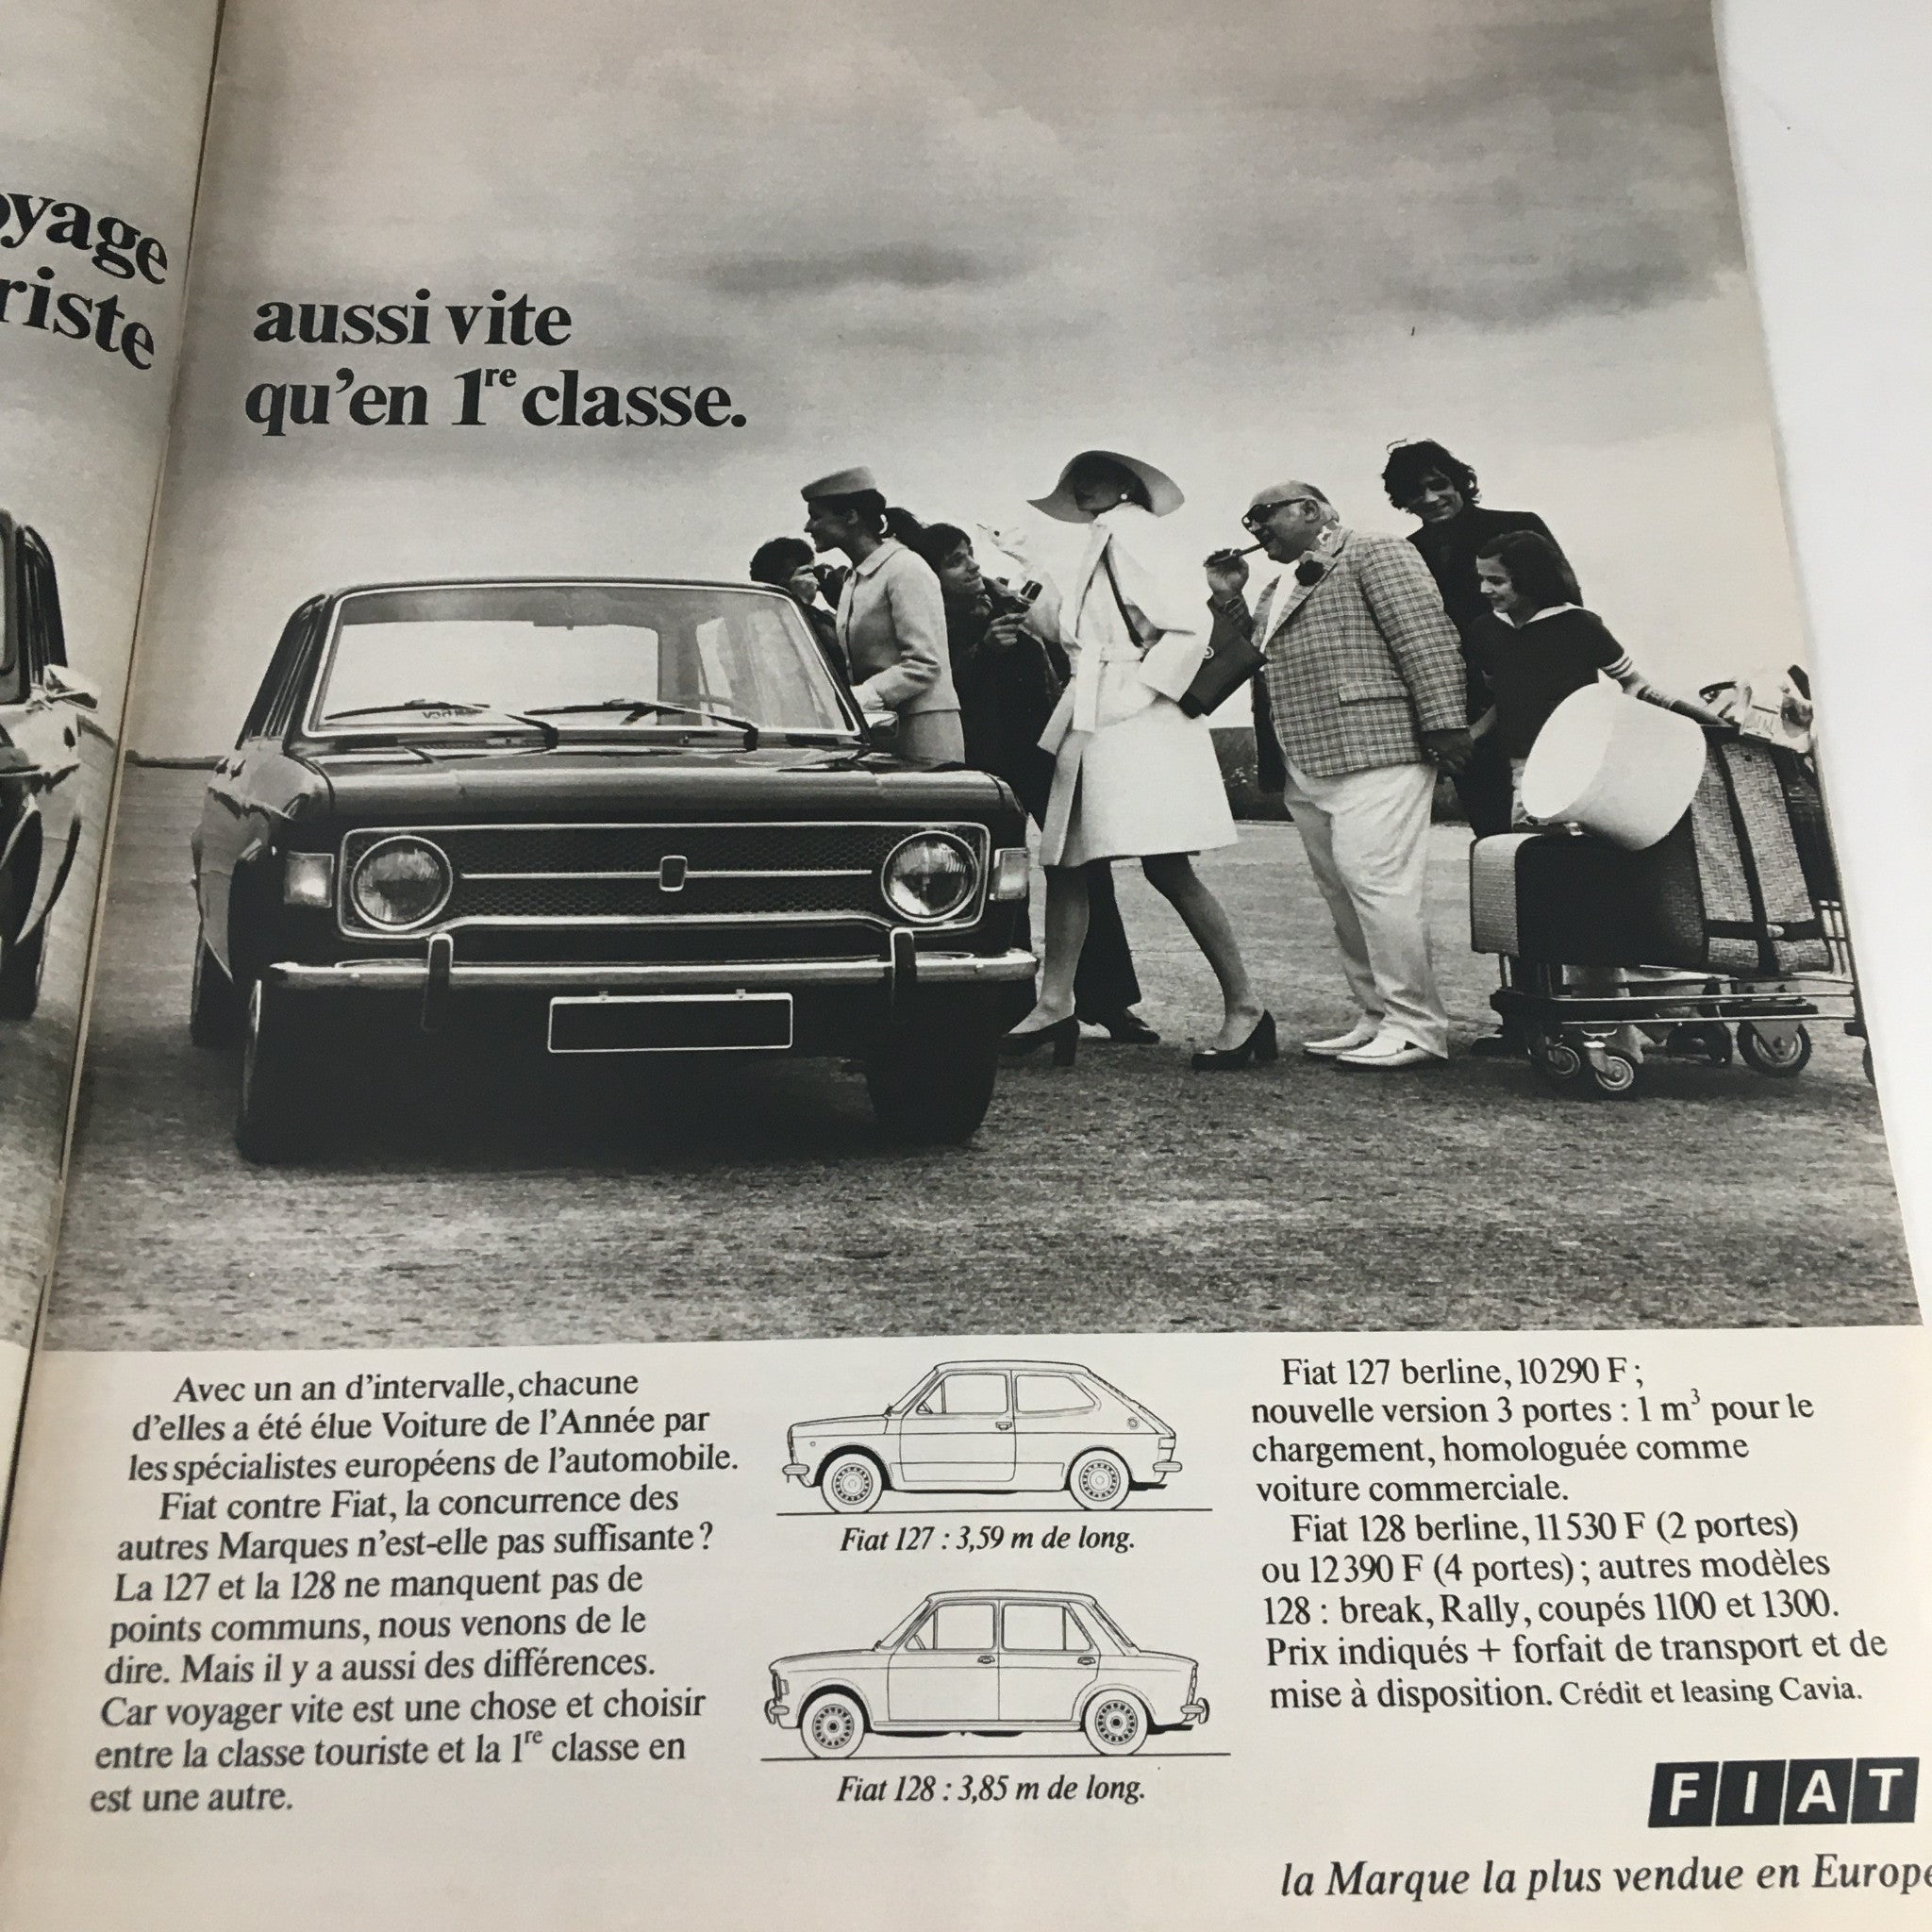 aussi vite
qu'en 1re classe.
Avec un an d'intervalle, chacune
d'elles a été élue Voiture de l'Année par
les spécialistes européens de l'automobile.
Fiat contre Fiat, la concurrence des
autres Marques n'est-elle pas suffisante ?
La 127 et la 128 ne manquent pas de
points communs, nous venons de le
dire. Mais il y a aussi des différences.
Car voyager vite est une chose et choisir
entre la classe touriste et la 1re classe en
est une autre.
Fiat 127 : 3,59 m de long.
Fiat 128 : 3,85 m de long.
Fiat 127 berline, 10 290 F ;
nouvelle version 3 portes : 1 m³ pour le
chargement, homologuée comme
voiture commerciale.
Fiat 128 berline, 11 530 F (2 portes)
ou 12 390 F (4 portes) ; autres modèles
128 : break, Rally, coupés 1100 et 1300.
Prix indiqués + forfait de transport et de
mise à disposition. Crédit et leasing Cavia.
FIAT
la Marque la plus vendue en Europe